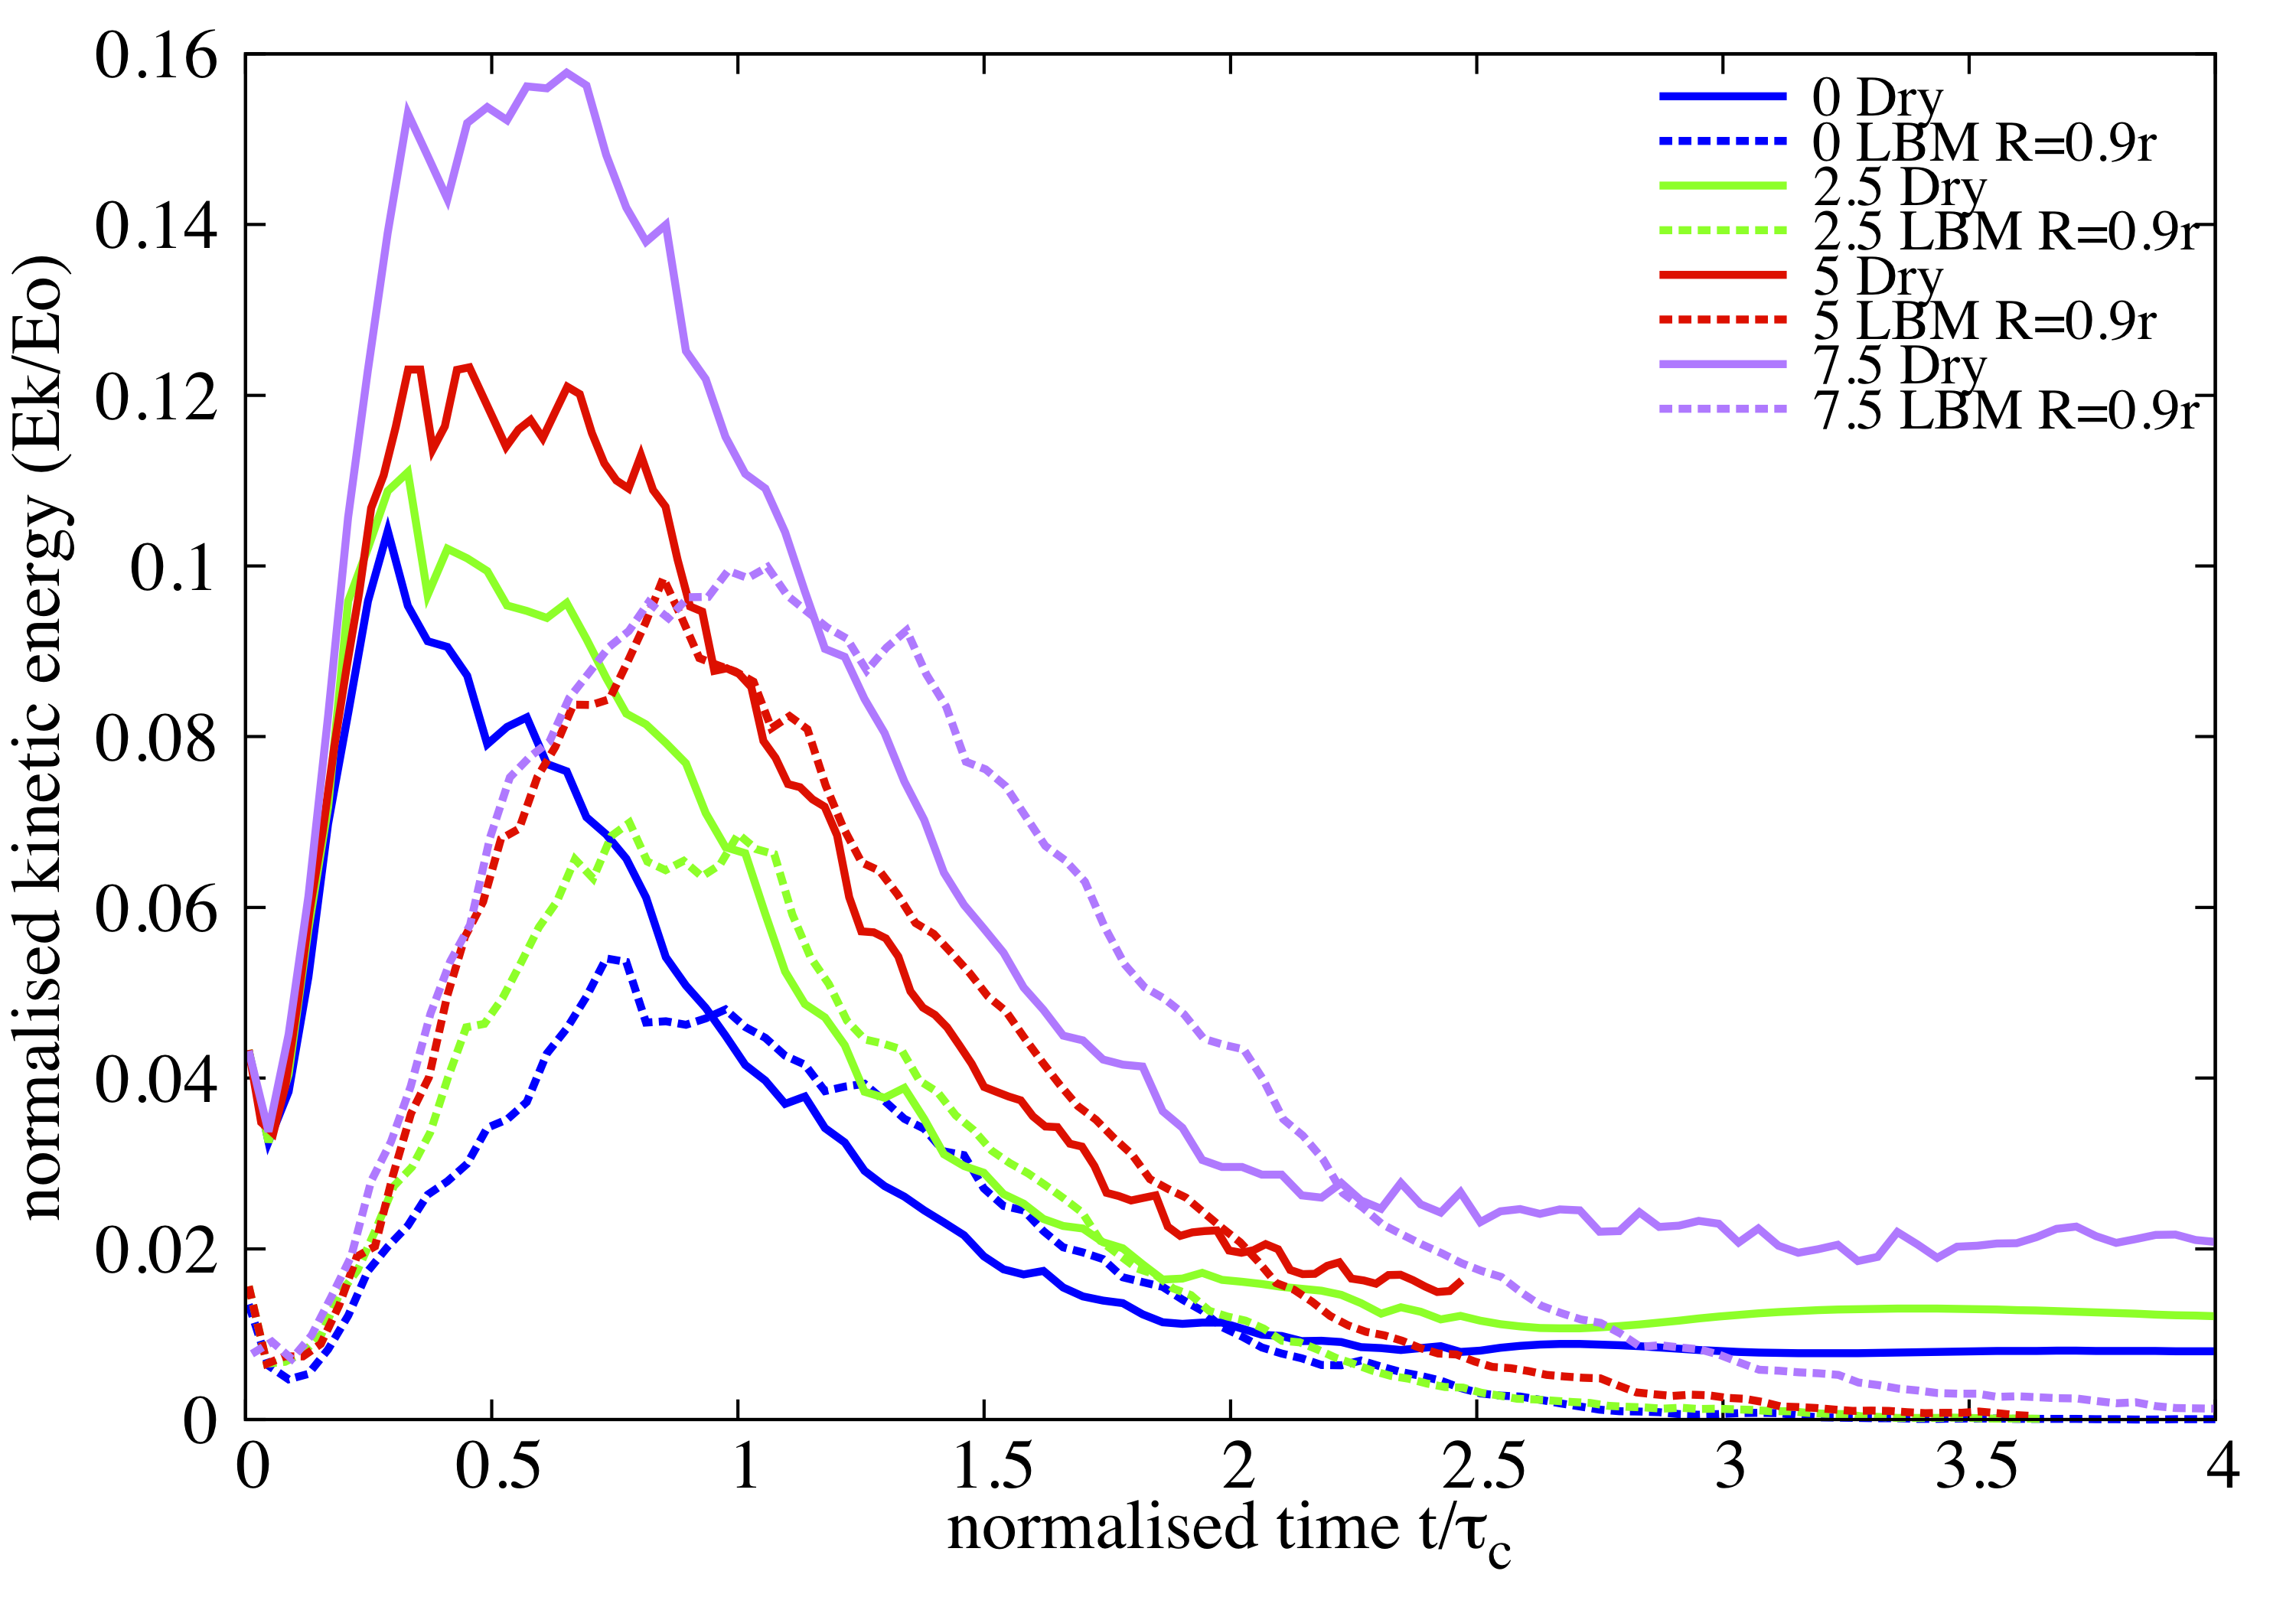 normalised kinetic energy (Ek/Eo)
0.16
0.14
0.12
0.1
0.08
0.06
0.04
0.02
0
0 Dry
0 LBM R=0.9r
2.5 Dry
2.5 LBM R=0.9r
5 Dry
5 LBM R=0.9r
7.5 Dry
7.5 LBM R=0.9r
0 0.5 1 1.5 2 2.5 3 3.5 4
normalised time t/τc